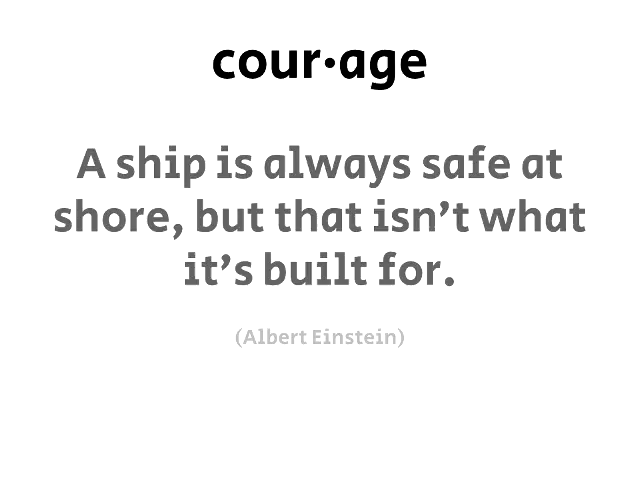 cour·age
A ship is always safe at
shore, but that isn’t what
it’s built for.
(Albert Einstein)